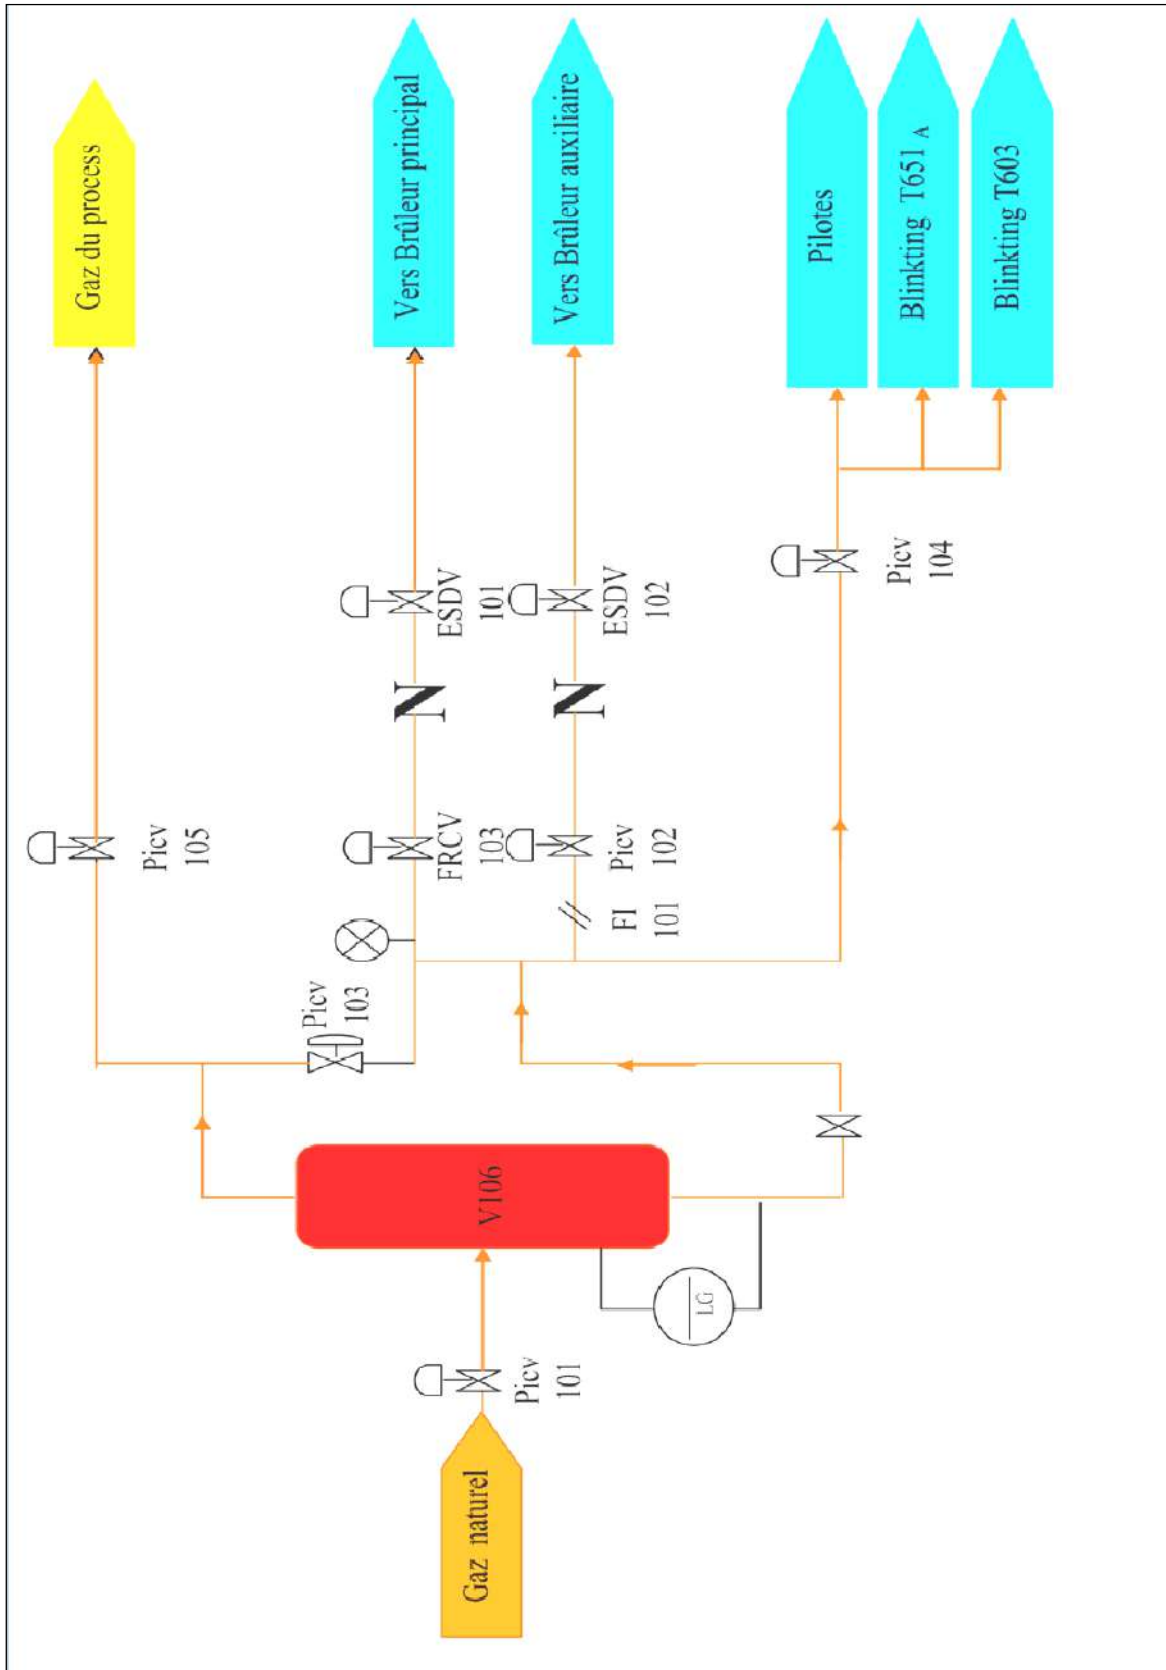 Gaz du process
Vers Brûleur principal
Vers Brûleur auxiliaire
Pilotes
Blinkting T651 A
Blinkting T603
Picv
105
ESDV
101
ESDV
102
Picv
104
N
N
FRCV
103
Picv
102
FI
101
Picv
103
V106
LG
Picv
101
Gaz naturel